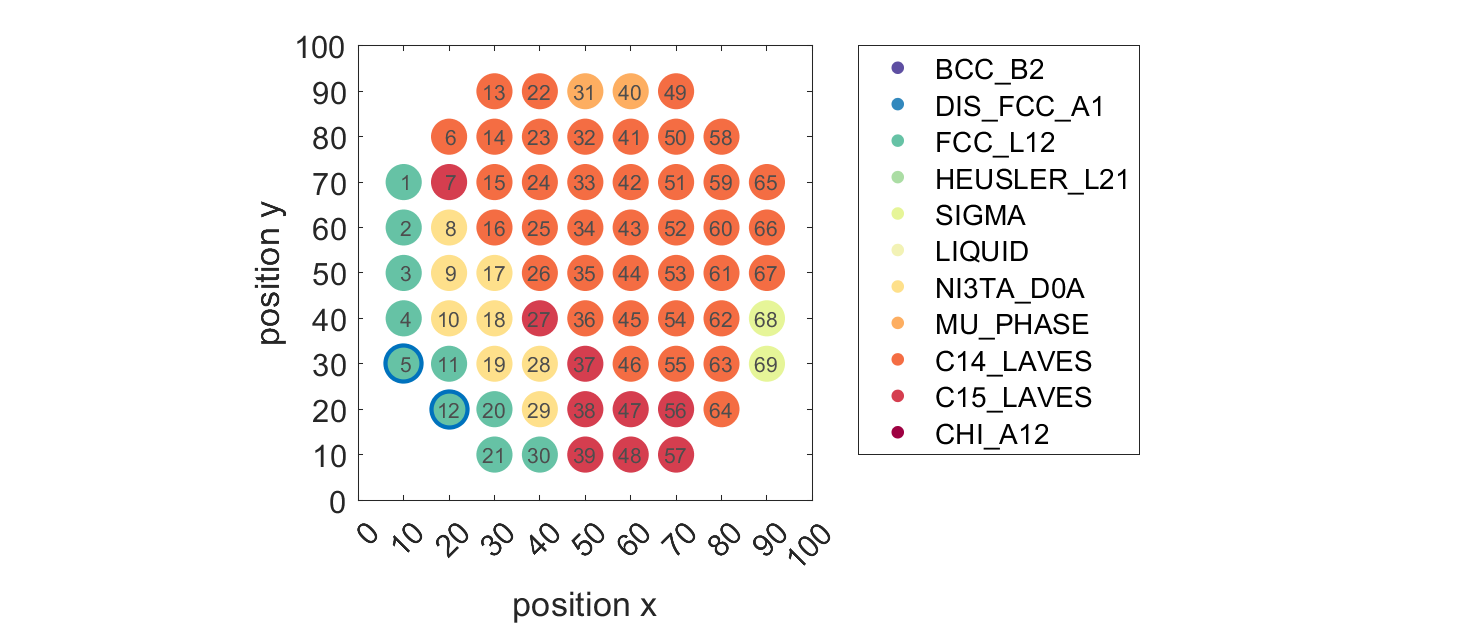 100
90
80
70
60
50
40
30
20
10
0
position y
13 22 31 40 49
6 14 23 32 41 50 58
1 7 15 24 33 42 51 59 65
2 8 16 25 34 43 52 60 66
3 9 17 26 35 44 53 61 67
4 10 18 27 36 45 54 62 68
5 11 19 28 37 46 55 63 69
12 20 29 38 47 56 64
21 30 39 48 57
0 10 20 30 40 50 60 70 80 90 100
position x
BCC_B2
DIS_FCC_A1
FCC_L12
HEUSLER_L21
SIGMA
LIQUID
NI3TA_D0A
MU_PHASE
C14_LAVES
C15_LAVES
CHI_A12